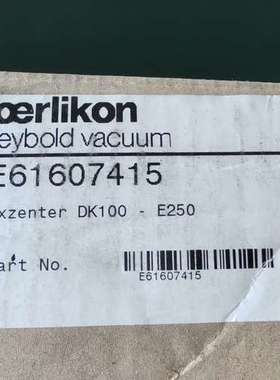 oerlikon
eybold vacuum
E61607415
xzenter DK100 - E250
art No.
E61607415